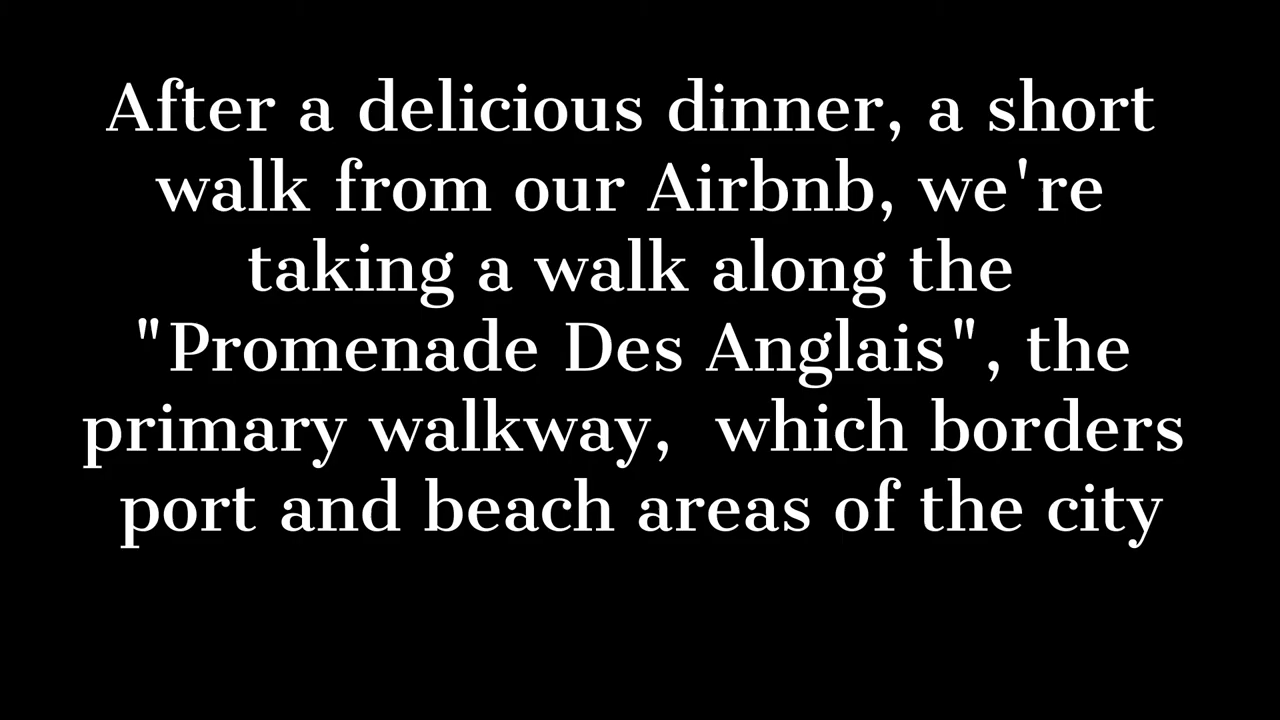 After a delicious dinner, a short
walk from our Airbnb, we're
taking a walk along the
"Promenade Des Anglais", the
primary walkway,  which borders
port and beach areas of the city